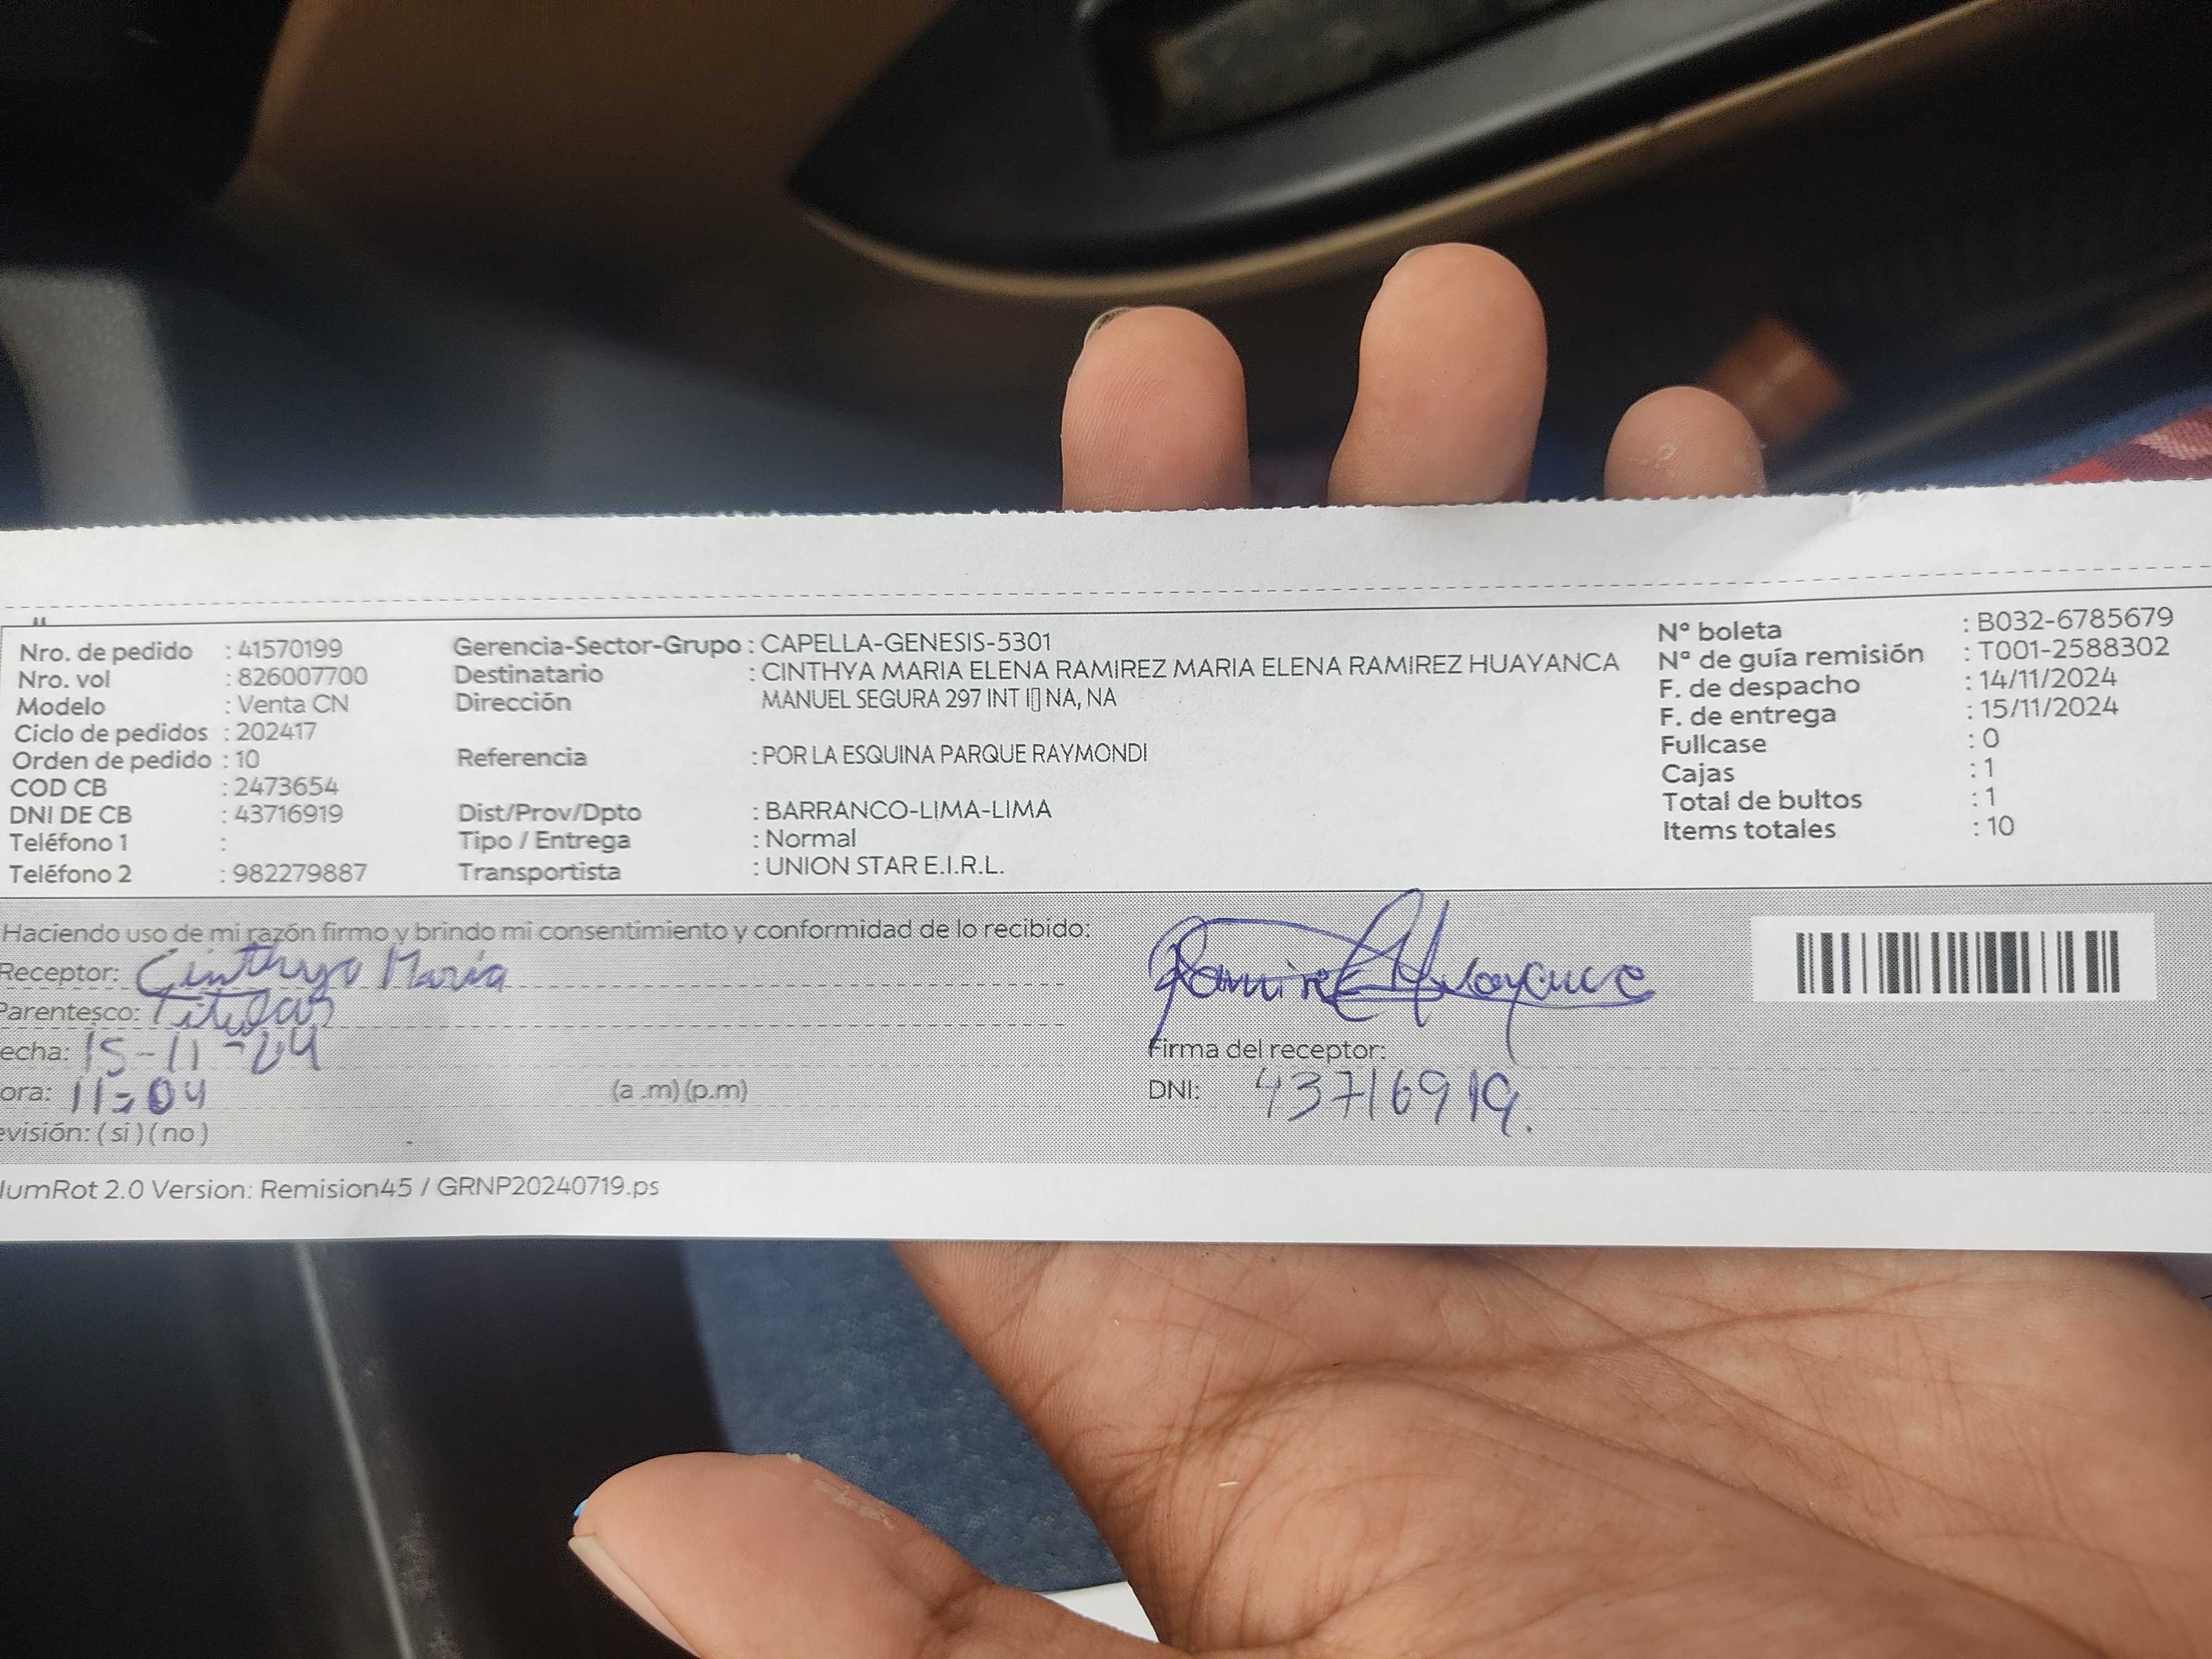 Nro. de pedido : 41570199
Nro. vol : 826007700
Modelo : Venta CN
Ciclo de pedidos : 202417
Orden de pedido : 10
COD CB : 2473654
DNI DE CB : 43716919
Teléfono 1 :
Teléfono 2 : 982279887
Gerencia-Sector-Grupo : CAPELLA-GENESIS-5301
Destinatario : CINTHYA MARIA ELENA RAMIREZ MARIA ELENA RAMIREZ HUAYANCA
Dirección MANUEL SEGURA 297 INT I▯ NA, NA
Referencia : POR LA ESQUINA PARQUE RAYMONDI
Dist/Prov/Dpto : BARRANCO-LIMA-LIMA
Tipo / Entrega : Normal
Transportista : UNION STAR E.I.R.L.
N° boleta : B032-6785679
N° de guía remisión : T001-2588302
F. de despacho : 14/11/2024
F. de entrega : 15/11/2024
Fullcase : 0
Cajas : 1
Total de bultos : 1
Items totales : 10
Haciendo uso de mi razón firmo y brindo mi consentimiento y conformidad de lo recibido:
Receptor: Cinthya Maria
Parentesco: Titular
echa: 15-11-24
ora: 11:04 (a .m) (p.m)
evisión: ( si ) ( no )
Ramirez Huayanca
Firma del receptor:
DNI: 43716919.
umRot 2.0 Version: Remision45 / GRNP20240719.ps